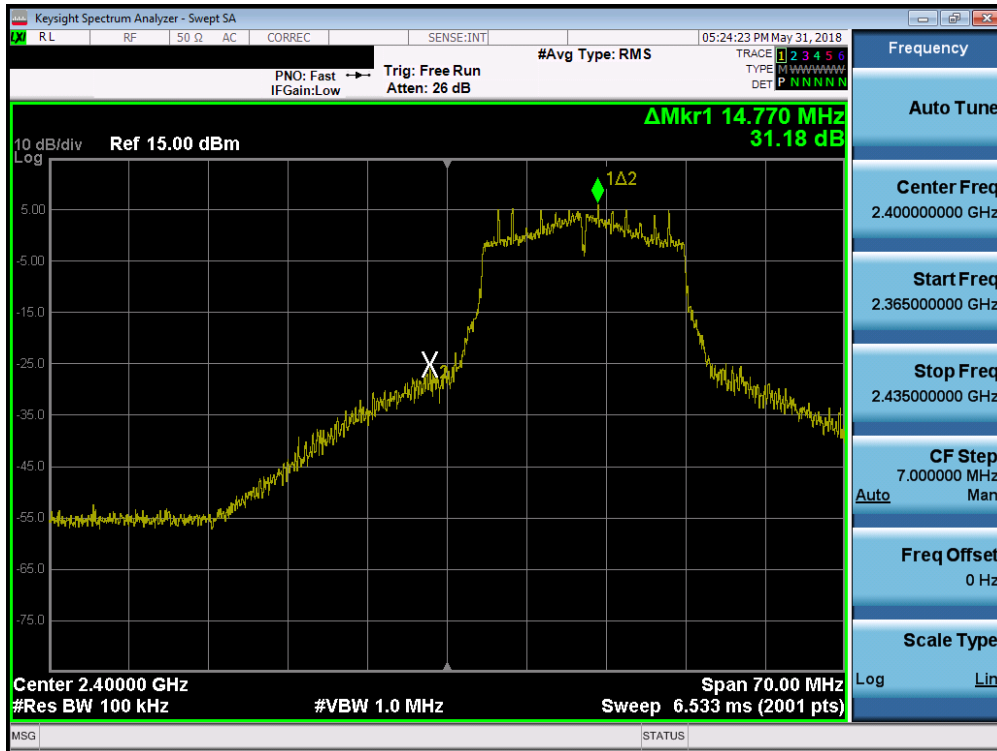 Keysight Spectrum Analyzer - Swept SA
LXI RL RF 50 Ω AC CORREC SENSE:INT 05:24:23 PM May 31, 2018
#Avg Type: RMS
TRACE 1 2 3 4 5 6
PNO: Fast Trig: Free Run
TYPE M WWWWW
IFGain:Low Atten: 26 dB
DET P N N N N N
ΔMkr1 14.770 MHz
31.18 dB
10 dB/div Ref 15.00 dBm
Log
1Δ2
5.00
-5.00
-15.0
-25.0
X2
-35.0
-45.0
-55.0
-65.0
-75.0
Center 2.40000 GHz Span 70.00 MHz
#Res BW 100 kHz #VBW 1.0 MHz Sweep 6.533 ms (2001 pts)
MSG STATUS
Frequency
Auto Tune
Center Freq
2.400000000 GHz
Start Freq
2.365000000 GHz
Stop Freq
2.435000000 GHz
CF Step
7.000000 MHz
Auto Man
Freq Offset
0 Hz
Scale Type
Log Lin